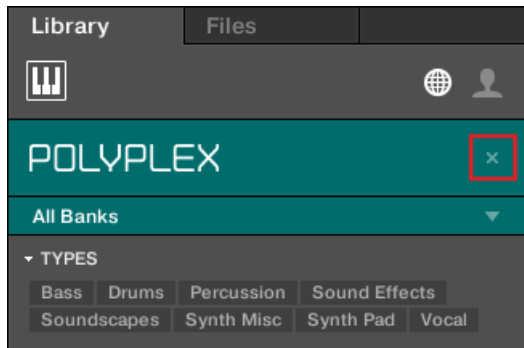 Library Files
POLYPLEX ×
All Banks
TYPES
Bass Drums Percussion Sound Effects
Soundscapes Synth Misc Synth Pad Vocal